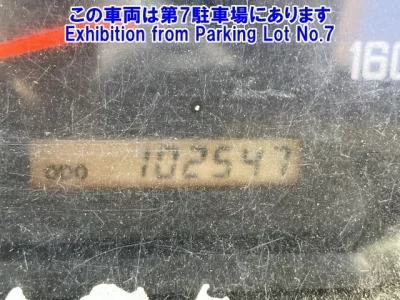 この車両は第7駐車場にあります
Exhibition from Parking Lot No.7
160
ODO 102547